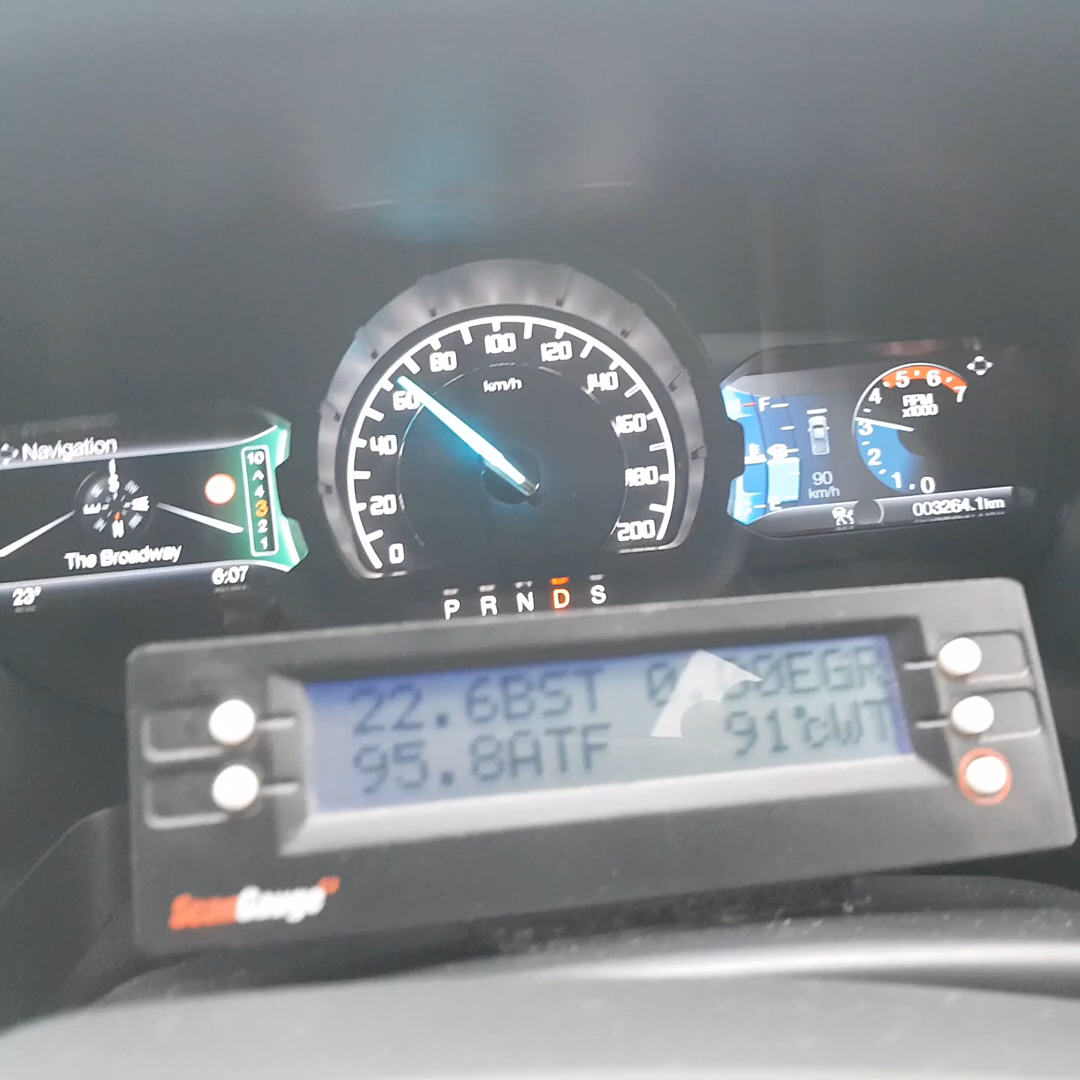 Navigation
S
E
W
N
The Broadway
23°
6:07
10
^
4
3
2
1
0
20
40
60
80
100
120
140
160
180
200
km/h
P R N D S
F
E
90
km/h
0
1
2
3
4
5
6
7
RPM
x1000
003264.1km
22.6BST
95.8ATF 91°CWT
ScanGauge